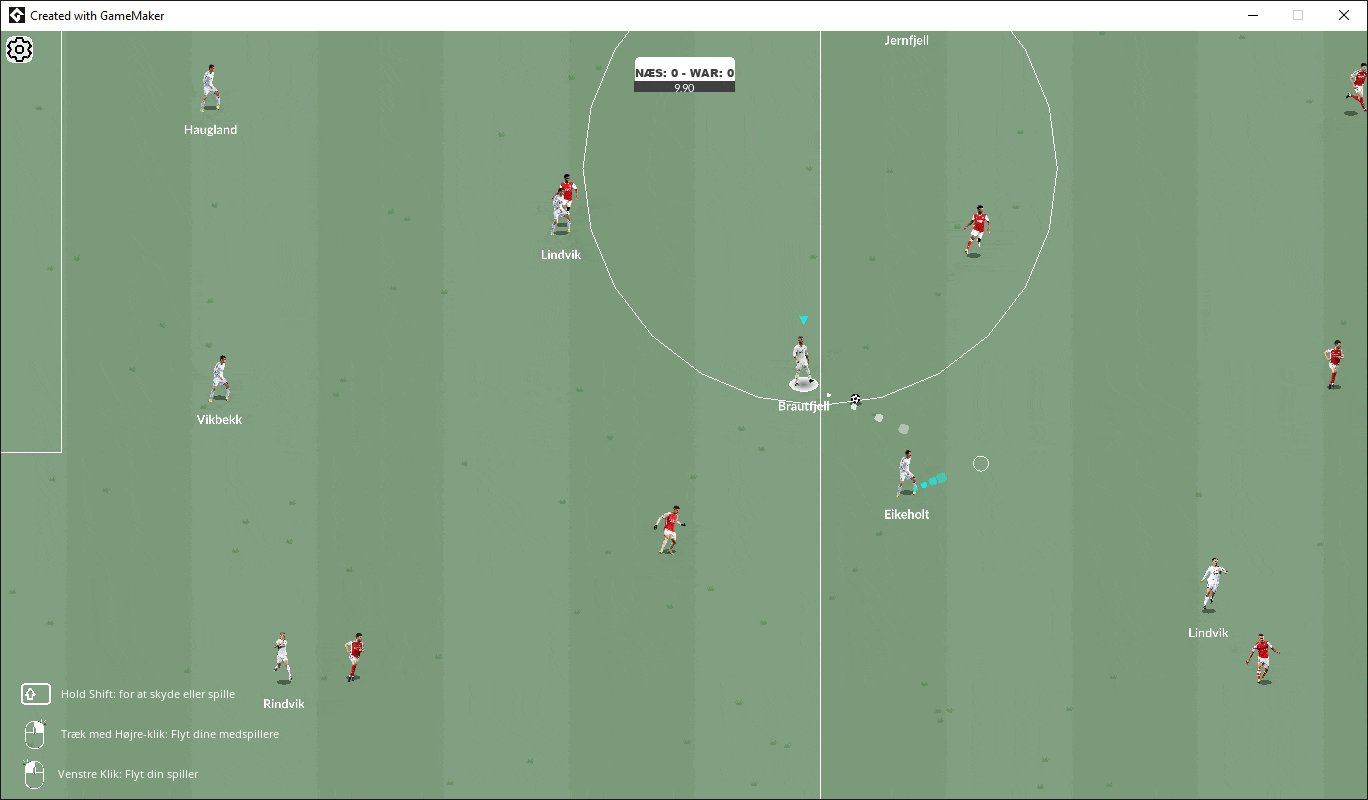 Created with GameMaker
Jernfjell
NÆS: 0 - WAR: 0
9.90
Haugland
Lindvik
Brautfjell
Vikbekk
Eikeholt
Lindvik
Rindvik
Hold Shift: for at skyde eller spille
Træk med Højre-klik: Flyt dine medspillere
Venstre Klik: Flyt din spiller